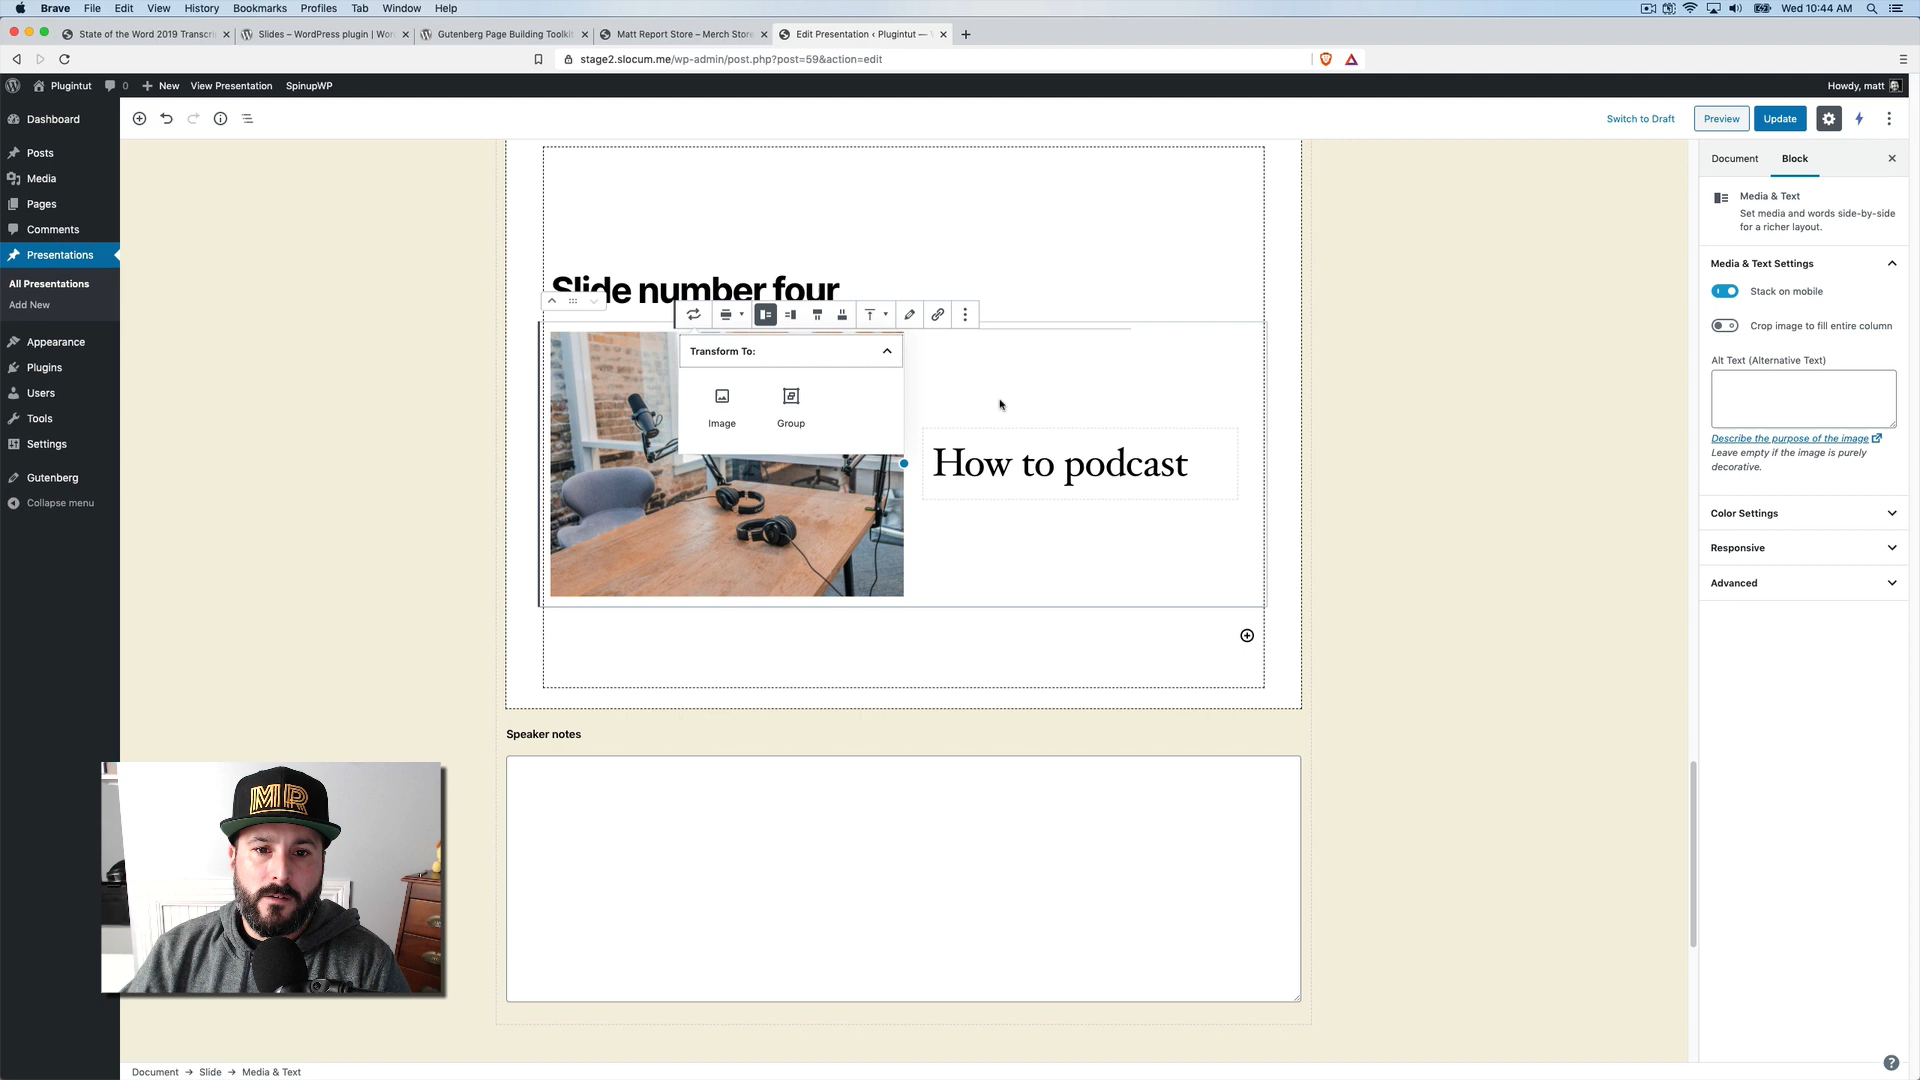 Brave File Edit View History Bookmarks Profiles Tab Window Help Wed 10:44 AM
State of the Word 2019 Transcri
Slides – WordPress plugin | Wor
Gutenberg Page Building Toolki
Matt Report Store – Merch Store
Edit Presentation ‹ Plugintut —
stage2.slocum.me/wp-admin/post.php?post=59&action=edit
Plugintut 0 New View Presentation SpinupWP Howdy, matt
Switch to Draft Preview Update
Dashboard
Posts
Media
Pages
Comments
Presentations
All Presentations
Add New
Appearance
Plugins
Users
Tools
Settings
Gutenberg
Collapse menu
Slide number four
Transform To:
Image Group
How to podcast
Speaker notes
MR
Document Block
Media & Text
Set media and words side-by-side
for a richer layout.
Media & Text Settings
Stack on mobile
Crop image to fill entire column
Alt Text (Alternative Text)
Describe the purpose of the image
Leave empty if the image is purely
decorative.
Color Settings
Responsive
Advanced
Document → Slide → Media & Text